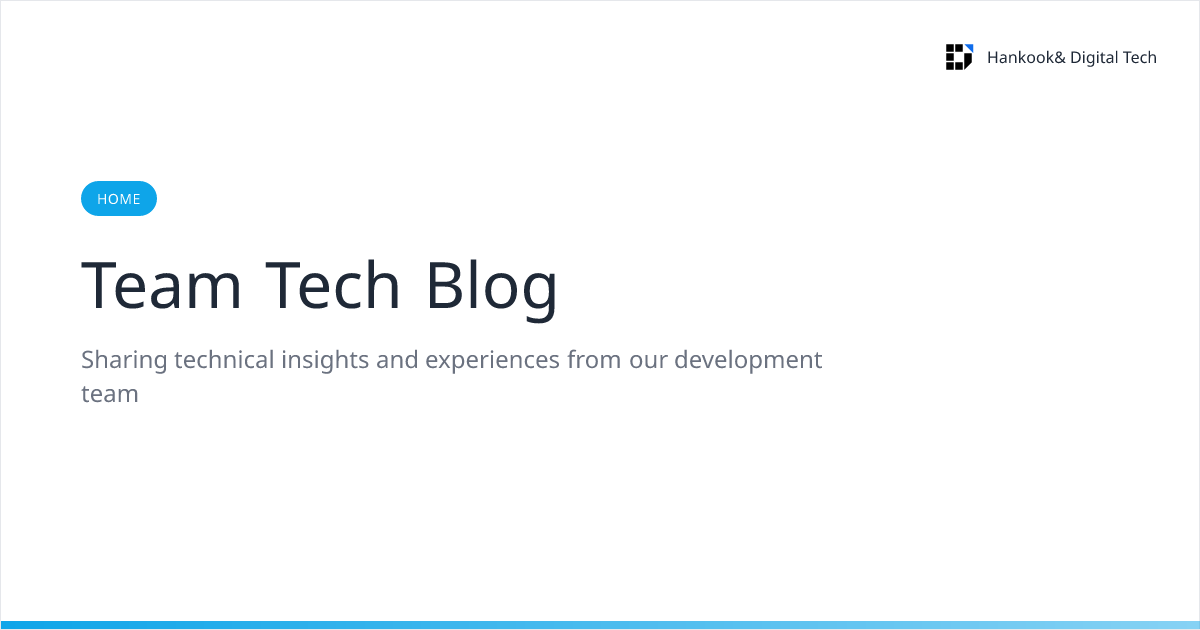 Hankook& Digital Tech
HOME
Team Tech Blog
Sharing technical insights and experiences from our development
team